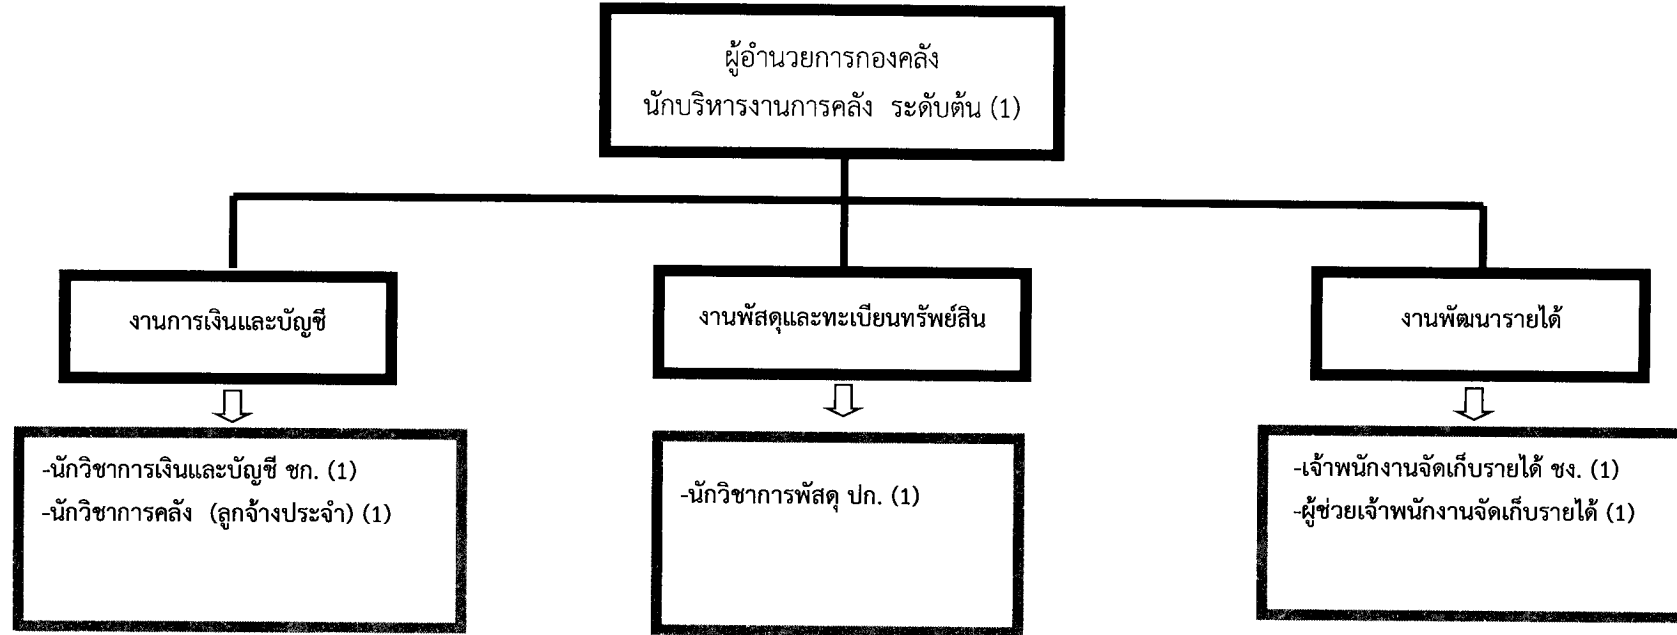 ผู้อำนวยการกองคลัง
นักบริหารงานการคลัง ระดับต้น (1)
งานการเงินและบัญชี
งานพัสดุและทะเบียนทรัพย์สิน
งานพัฒนารายได้
-นักวิชาการเงินและบัญชี ชก. (1)
-นักวิชาการคลัง (ลูกจ้างประจำ) (1)
-นักวิชาการพัสดุ ปก. (1)
-เจ้าพนักงานจัดเก็บรายได้ ชง. (1)
-ผู้ช่วยเจ้าพนักงานจัดเก็บรายได้ (1)